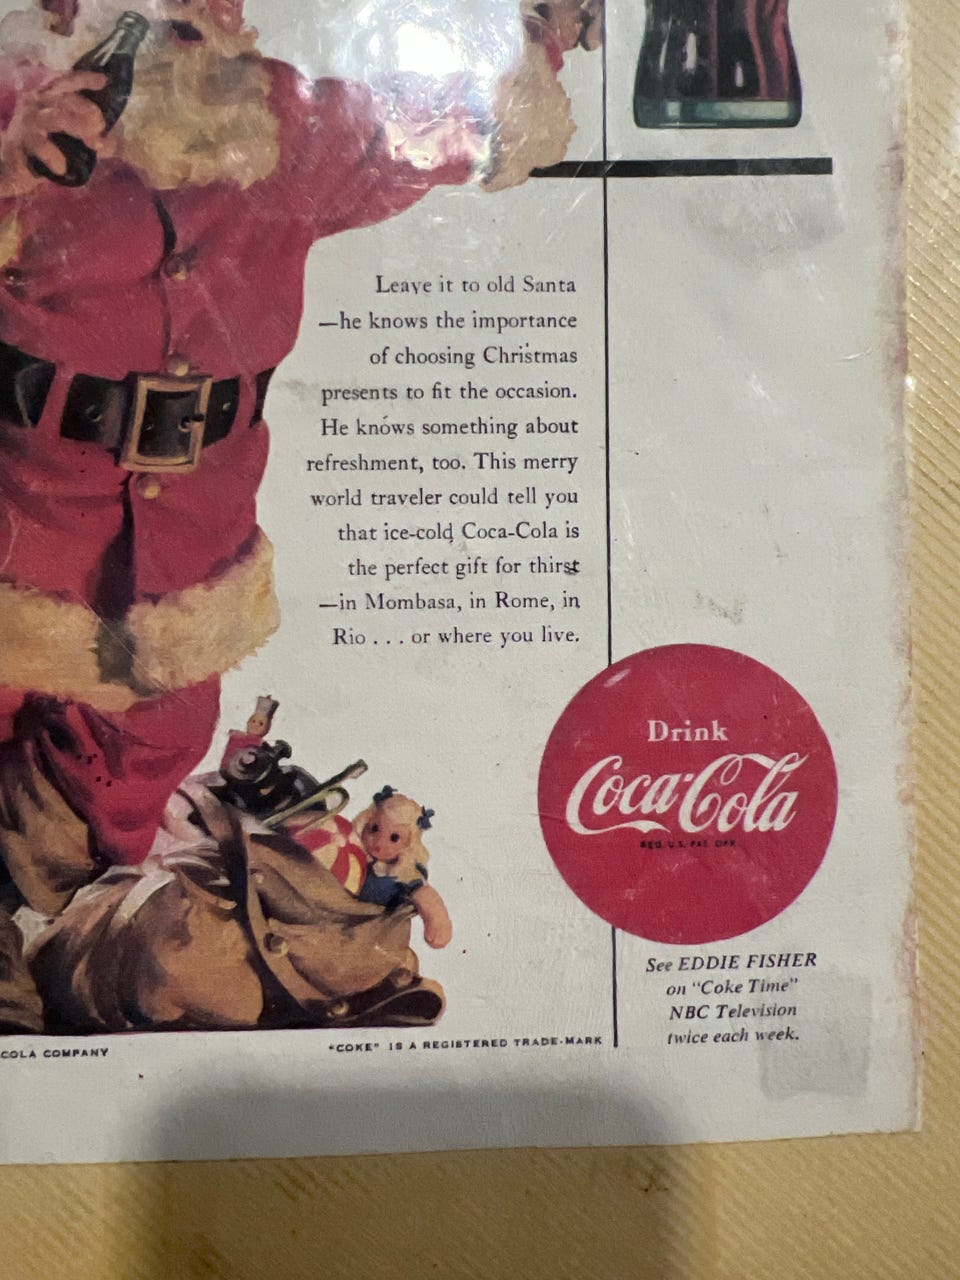 Leave it to old Santa
—he knows the importance
of choosing Christmas
presents to fit the occasion.
He knows something about
refreshment, too. This merry
world traveler could tell you
that ice-cold Coca-Cola is
the perfect gift for thirst
—in Mombasa, in Rome, in
Rio . . . or where you live.
Drink
Coca-Cola
REG. U.S. PAT. OFF.
See EDDIE FISHER
on "Coke Time"
NBC Television
twice each week.
COLA COMPANY
"COKE" IS A REGISTERED TRADE-MARK